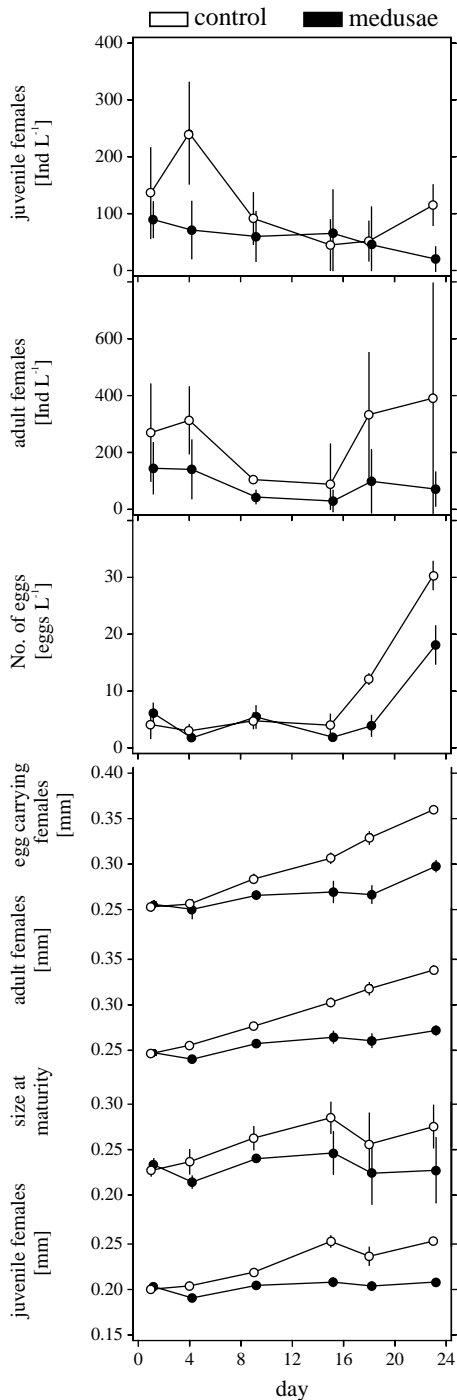 control medusae
juvenile females
[Ind L⁻¹]
400
300
200
100
0
adult females
[Ind L⁻¹]
600
400
200
0
No. of eggs
[eggs L⁻¹]
30
20
10
0
egg carrying
females
[mm]
0.40
0.35
0.30
0.25
adult females
[mm]
0.35
0.30
0.25
size at
maturity
0.30
0.25
0.20
juvenile females
[mm]
0.25
0.20
0.15
0 4 8 12 16 20 24
day